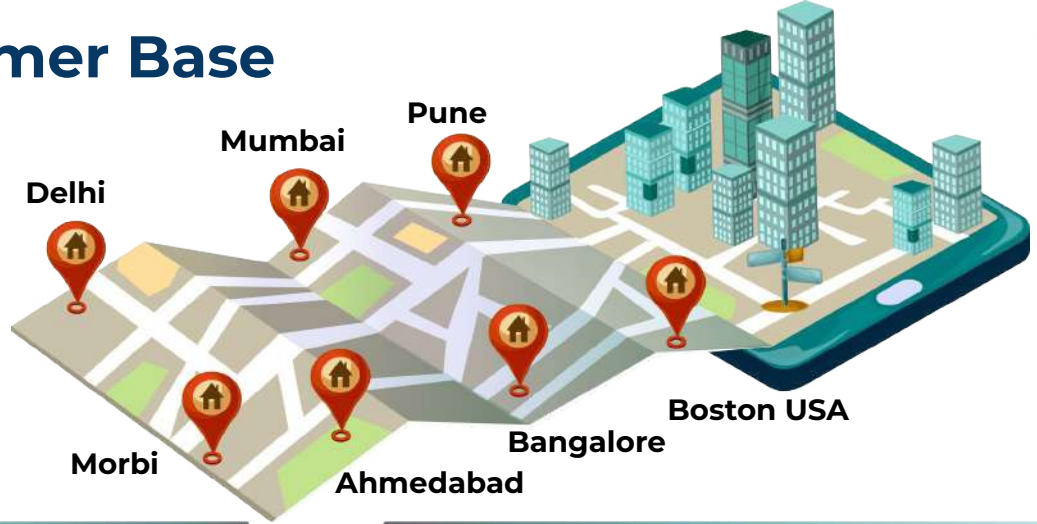 mer Base
Pune
Mumbai
Delhi
Boston USA
Bangalore
Morbi
Ahmedabad